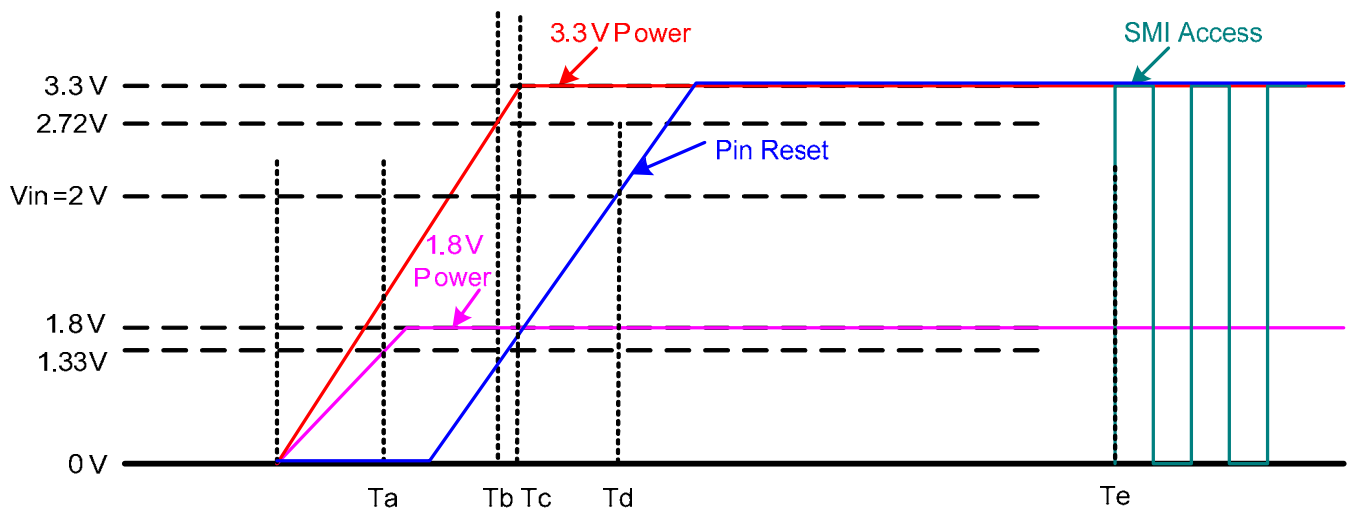 3.3 V Power
SMI Access
3.3 V
2.72V
Pin Reset
Vin =2 V
1.8V
Power
1.8 V
1.33V
0 V
Ta
Tb
Tc
Td
Te